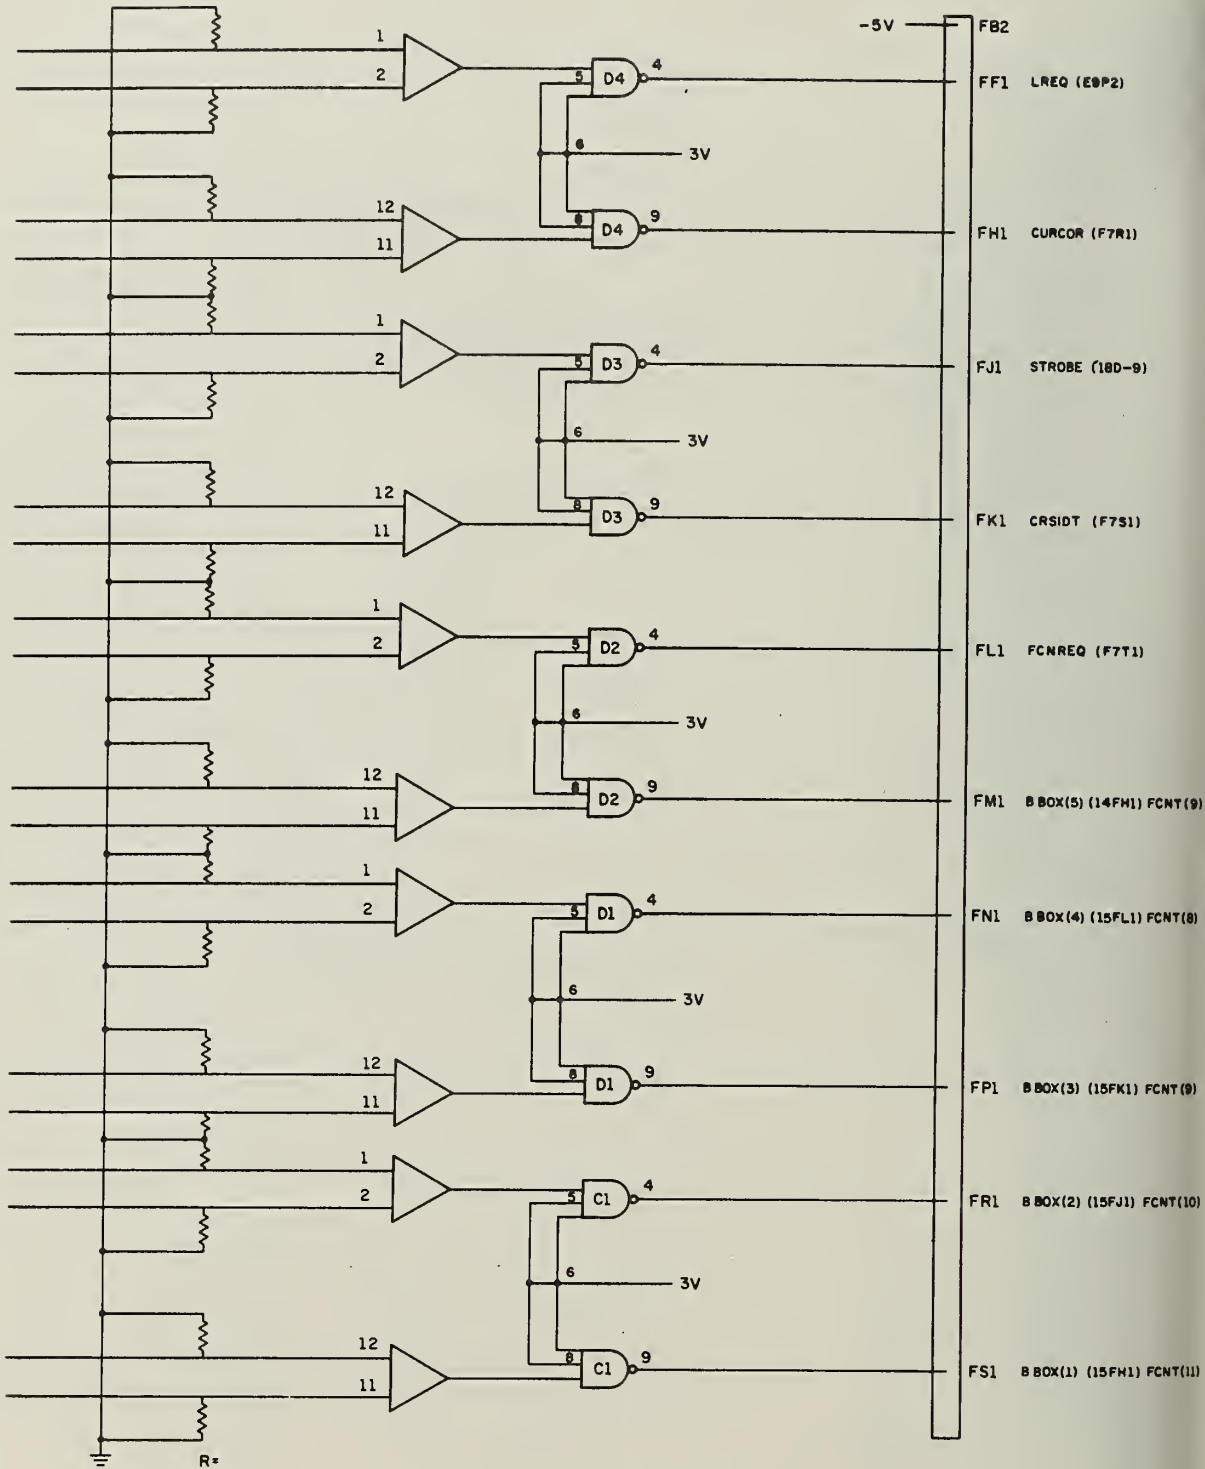 -5V FB2
1
2
5 D4 4 FF1 LREQ (E9P2)
6 3V
12
11
8 D4 9 FH1 CURCOR (F7R1)
1
2
5 D3 4 FJ1 STROBE (18D-9)
6 3V
12
11
8 D3 9 FK1 CRSIDT (F7S1)
1
2
5 D2 4 FL1 FCNREQ (F7T1)
6 3V
12
11
8 D2 9 FM1 B BOX(5) (14FH1) FCNT(9)
1
2
5 D1 4 FN1 B BOX(4) (15FL1) FCNT(8)
6 3V
12
11
8 D1 9 FP1 B BOX(3) (15FK1) FCNT(9)
1
2
5 C1 4 FR1 B BOX(2) (15FJ1) FCNT(10)
6 3V
12
11
8 C1 9 FS1 B BOX(1) (15FH1) FCNT(11)
R=